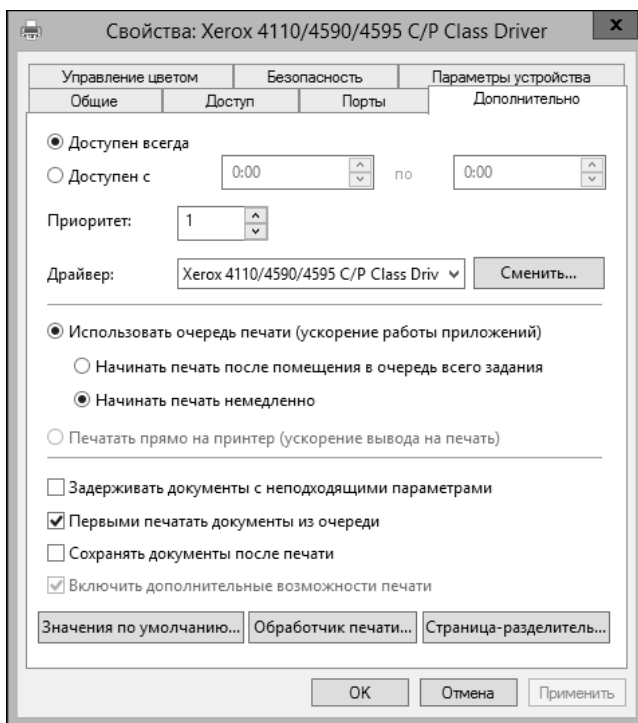 Свойства: Xerox 4110/4590/4595 C/P Class Driver
x
Управление цветом Безопасность Параметры устройства
Общие Доступ Порты Дополнительно
Доступен всегда
Доступен с 0:00 по 0:00
Приоритет: 1
Драйвер: Xerox 4110/4590/4595 C/P Class Driv Сменить...
Использовать очередь печати (ускорение работы приложений)
Начинать печать после помещения в очередь всего задания
Начинать печать немедленно
Печатать прямо на принтер (ускорение вывода на печать)
Задерживать документы с неподходящими параметрами
Первыми печатать документы из очереди
Сохранять документы после печати
Включить дополнительные возможности печати
Значения по умолчанию... Обработчик печати... Страница-разделитель...
OK Отмена Применить